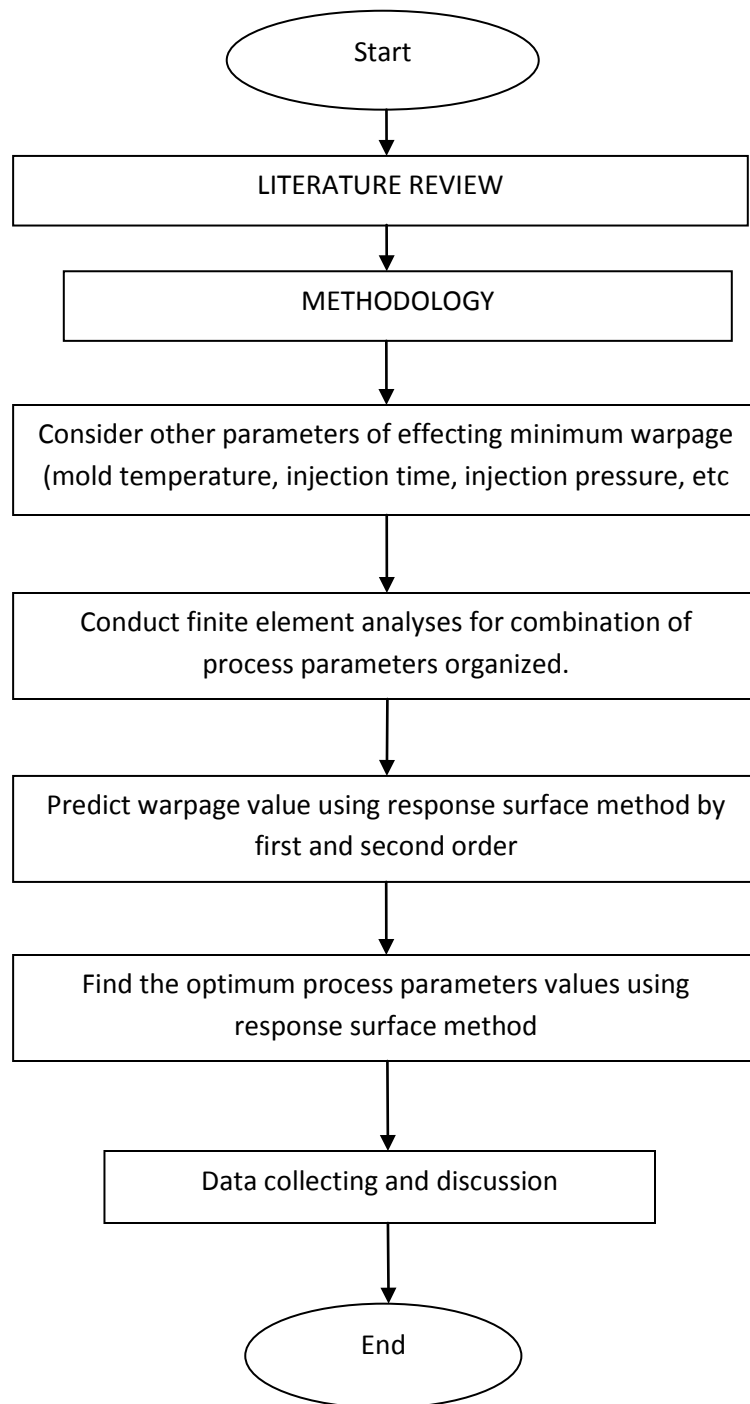 Start
LITERATURE REVIEW
METHODOLOGY
Consider other parameters of effecting minimum warpage
(mold temperature, injection time, injection pressure, etc
Conduct finite element analyses for combination of
process parameters organized.
Predict warpage value using response surface method by
first and second order
Find the optimum process parameters values using
response surface method
Data collecting and discussion
End